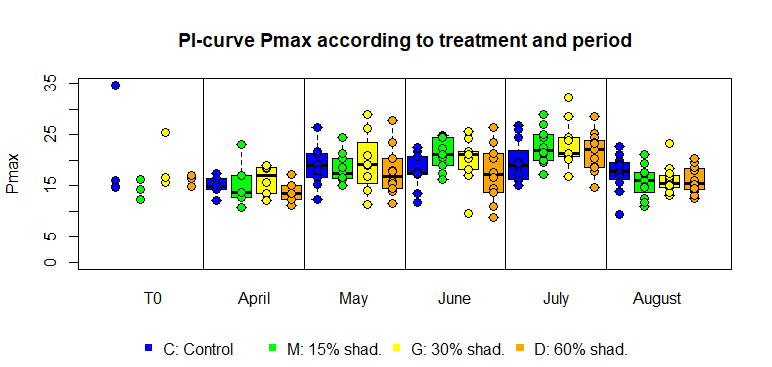 PI-curve Pmax according to treatment and period
Pmax
35
25
15
5
0
T0 April May June July August
C: Control M: 15% shad. G: 30% shad. D: 60% shad.